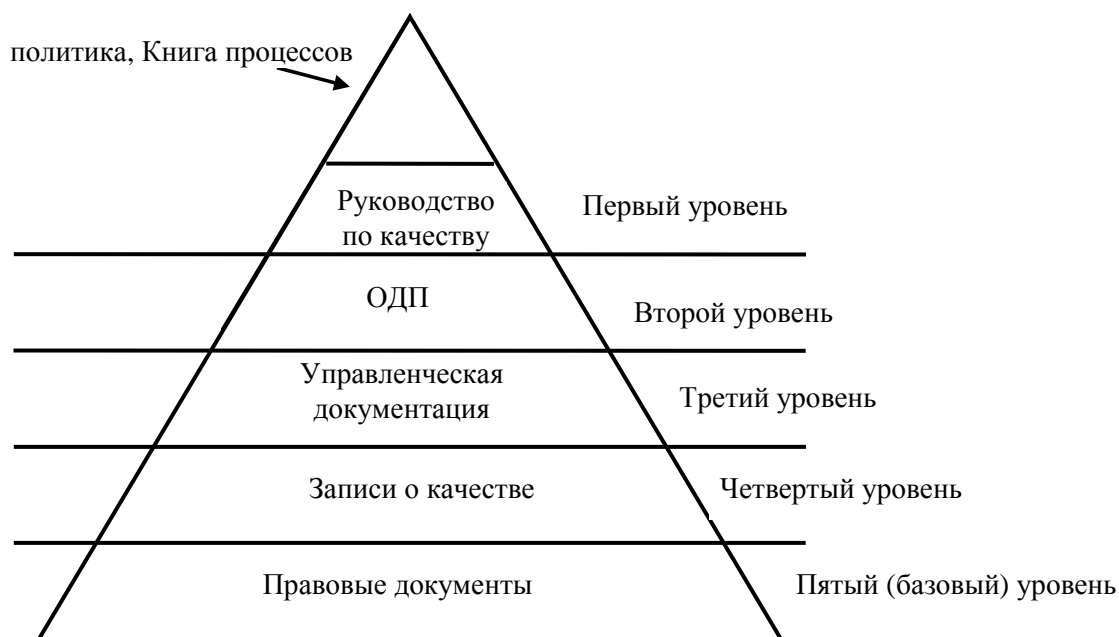 политика, Книга процессов
Руководство
по качеству
Первый уровень
ОДП
Второй уровень
Управленческая
документация
Третий уровень
Записи о качестве
Четвертый уровень
Правовые документы
Пятый (базовый) уровень